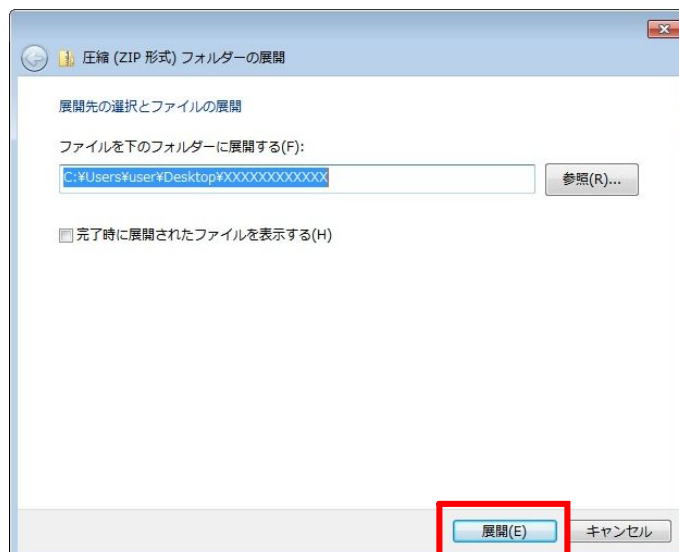 圧縮 (ZIP 形式) フォルダーの展開
展開先の選択とファイルの展開
ファイルを下のフォルダーに展開する(F):
C:¥Users¥user¥Desktop¥XXXXXXXXXXXX
参照(R)...
完了時に展開されたファイルを表示する(H)
展開(E)
キャンセル